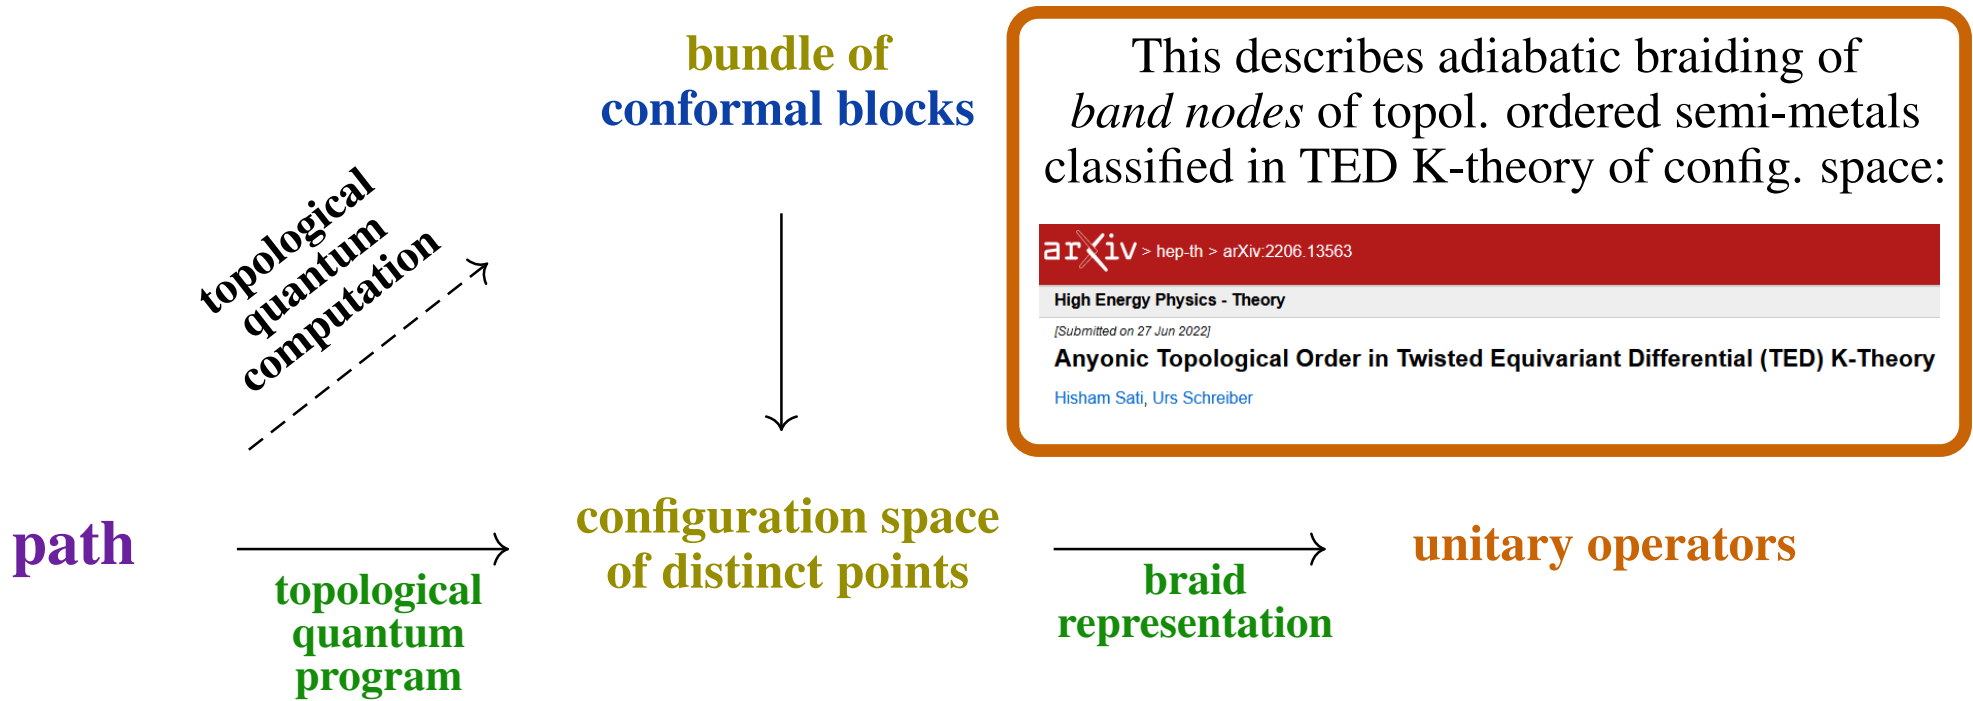 bundle of
conformal blocks
This describes adiabatic braiding of
band nodes of topol. ordered semi-metals
classified in TED K-theory of config. space:
arXiv > hep-th > arXiv:2206.13563
High Energy Physics - Theory
[Submitted on 27 Jun 2022]
Anyonic Topological Order in Twisted Equivariant Differential (TED) K-Theory
Hisham Sati, Urs Schreiber
topological
quantum
computation
path
topological
quantum
program
configuration space
of distinct points
braid
representation
unitary operators